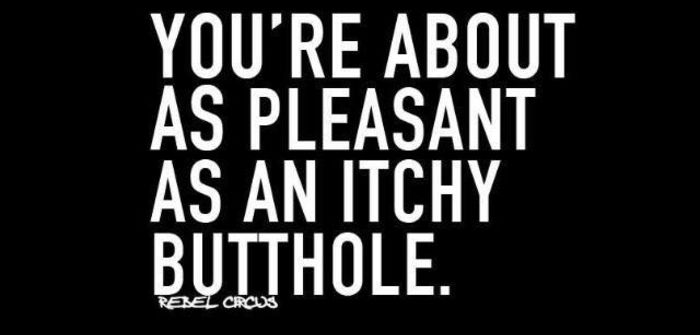 YOU'RE ABOUT
AS PLEASANT
AS AN ITCHY
BUTTHOLE.
REBEL CIRCUS